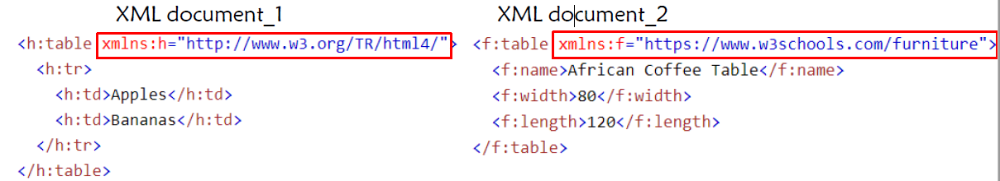 XML document_1
<h:table xmlns:h="http://www.w3.org/TR/html4/">
<h:tr>
<h:td>Apples</h:td>
<h:td>Bananas</h:td>
</h:tr>
</h:table>
XML document_2
<f:table xmlns:f="https://www.w3schools.com/furniture">
<f:name>African Coffee Table</f:name>
<f:width>80</f:width>
<f:length>120</f:length>
</f:table>